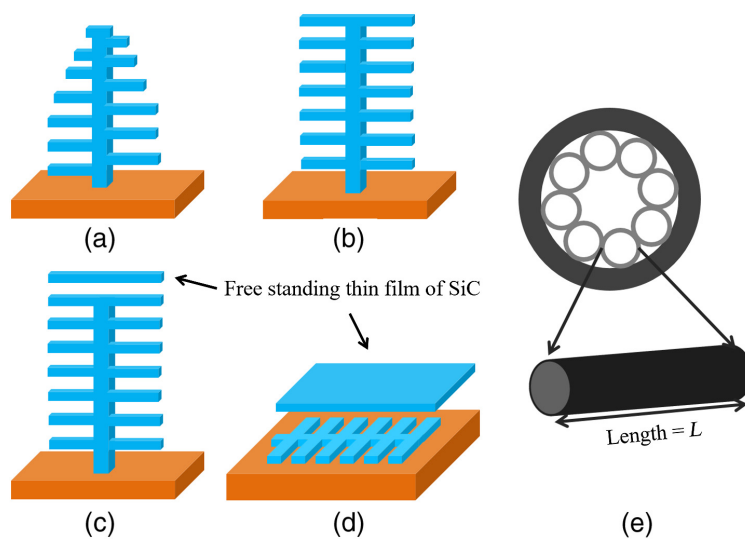 (a)
(b)
Free standing thin film of SiC
Length = L
(c)
(d)
(e)